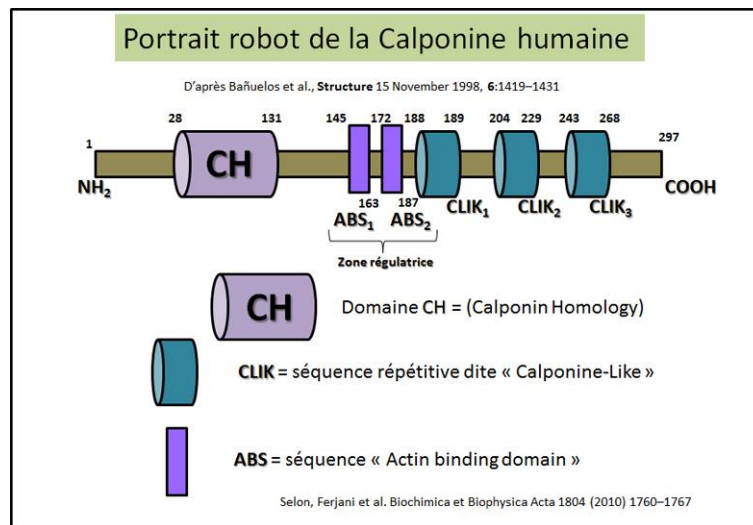 Portrait robot de la Calponine humaine
D'après Bañuelos et al., Structure 15 November 1998, 6:1419–1431
28 131 145 172 188 189 204 229 243 268
1 297
CH
NH₂ COOH
163 187
ABS₁ ABS₂ CLIK₁ CLIK₂ CLIK₃
Zone régulatrice
CH Domaine CH = (Calponin Homology)
CLIK = séquence répétitive dite « Calponine-Like »
ABS = séquence « Actin binding domain »
Selon, Ferjani et al. Biochimica et Biophysica Acta 1804 (2010) 1760–1767